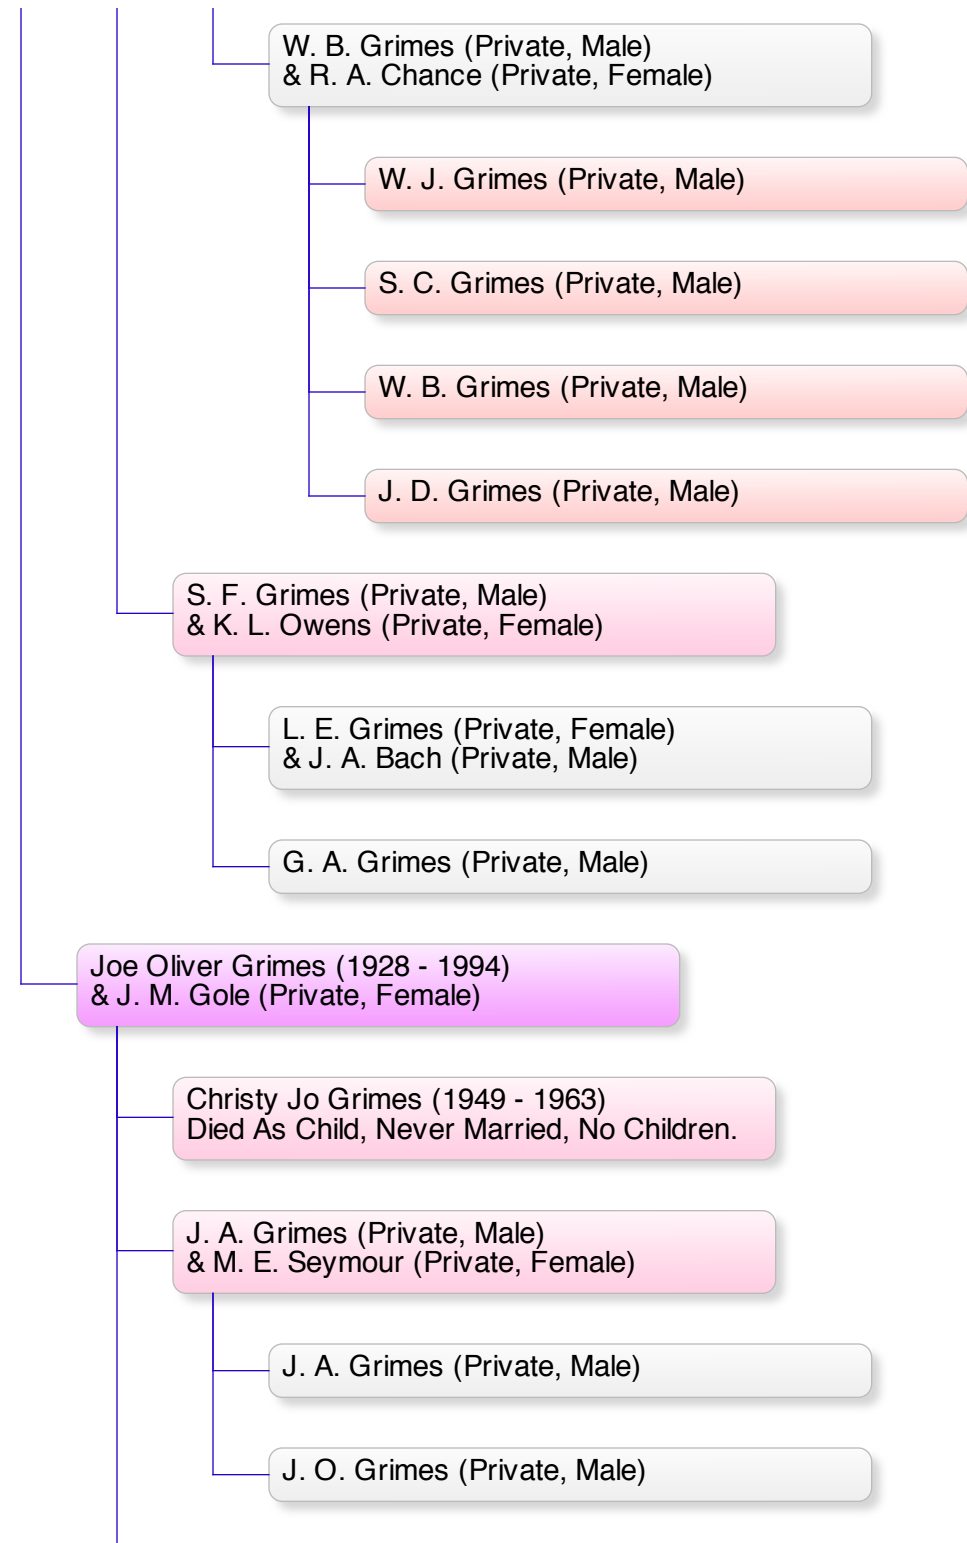 W. B. Grimes (Private, Male)
& R. A. Chance (Private, Female)
W. J. Grimes (Private, Male)
S. C. Grimes (Private, Male)
W. B. Grimes (Private, Male)
J. D. Grimes (Private, Male)
S. F. Grimes (Private, Male)
& K. L. Owens (Private, Female)
L. E. Grimes (Private, Female)
& J. A. Bach (Private, Male)
G. A. Grimes (Private, Male)
Joe Oliver Grimes (1928 - 1994)
& J. M. Gole (Private, Female)
Christy Jo Grimes (1949 - 1963)
Died As Child, Never Married, No Children.
J. A. Grimes (Private, Male)
& M. E. Seymour (Private, Female)
J. A. Grimes (Private, Male)
J. O. Grimes (Private, Male)